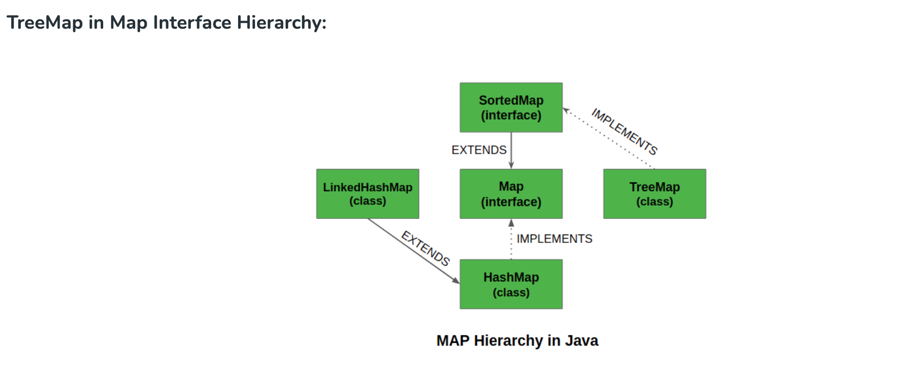 TreeMap in Map Interface Hierarchy:
SortedMap
(interface)
IMPLEMENTS
EXTENDS
LinkedHashMap
(class)
Map
(interface)
TreeMap
(class)
EXTENDS
IMPLEMENTS
HashMap
(class)
MAP Hierarchy in Java